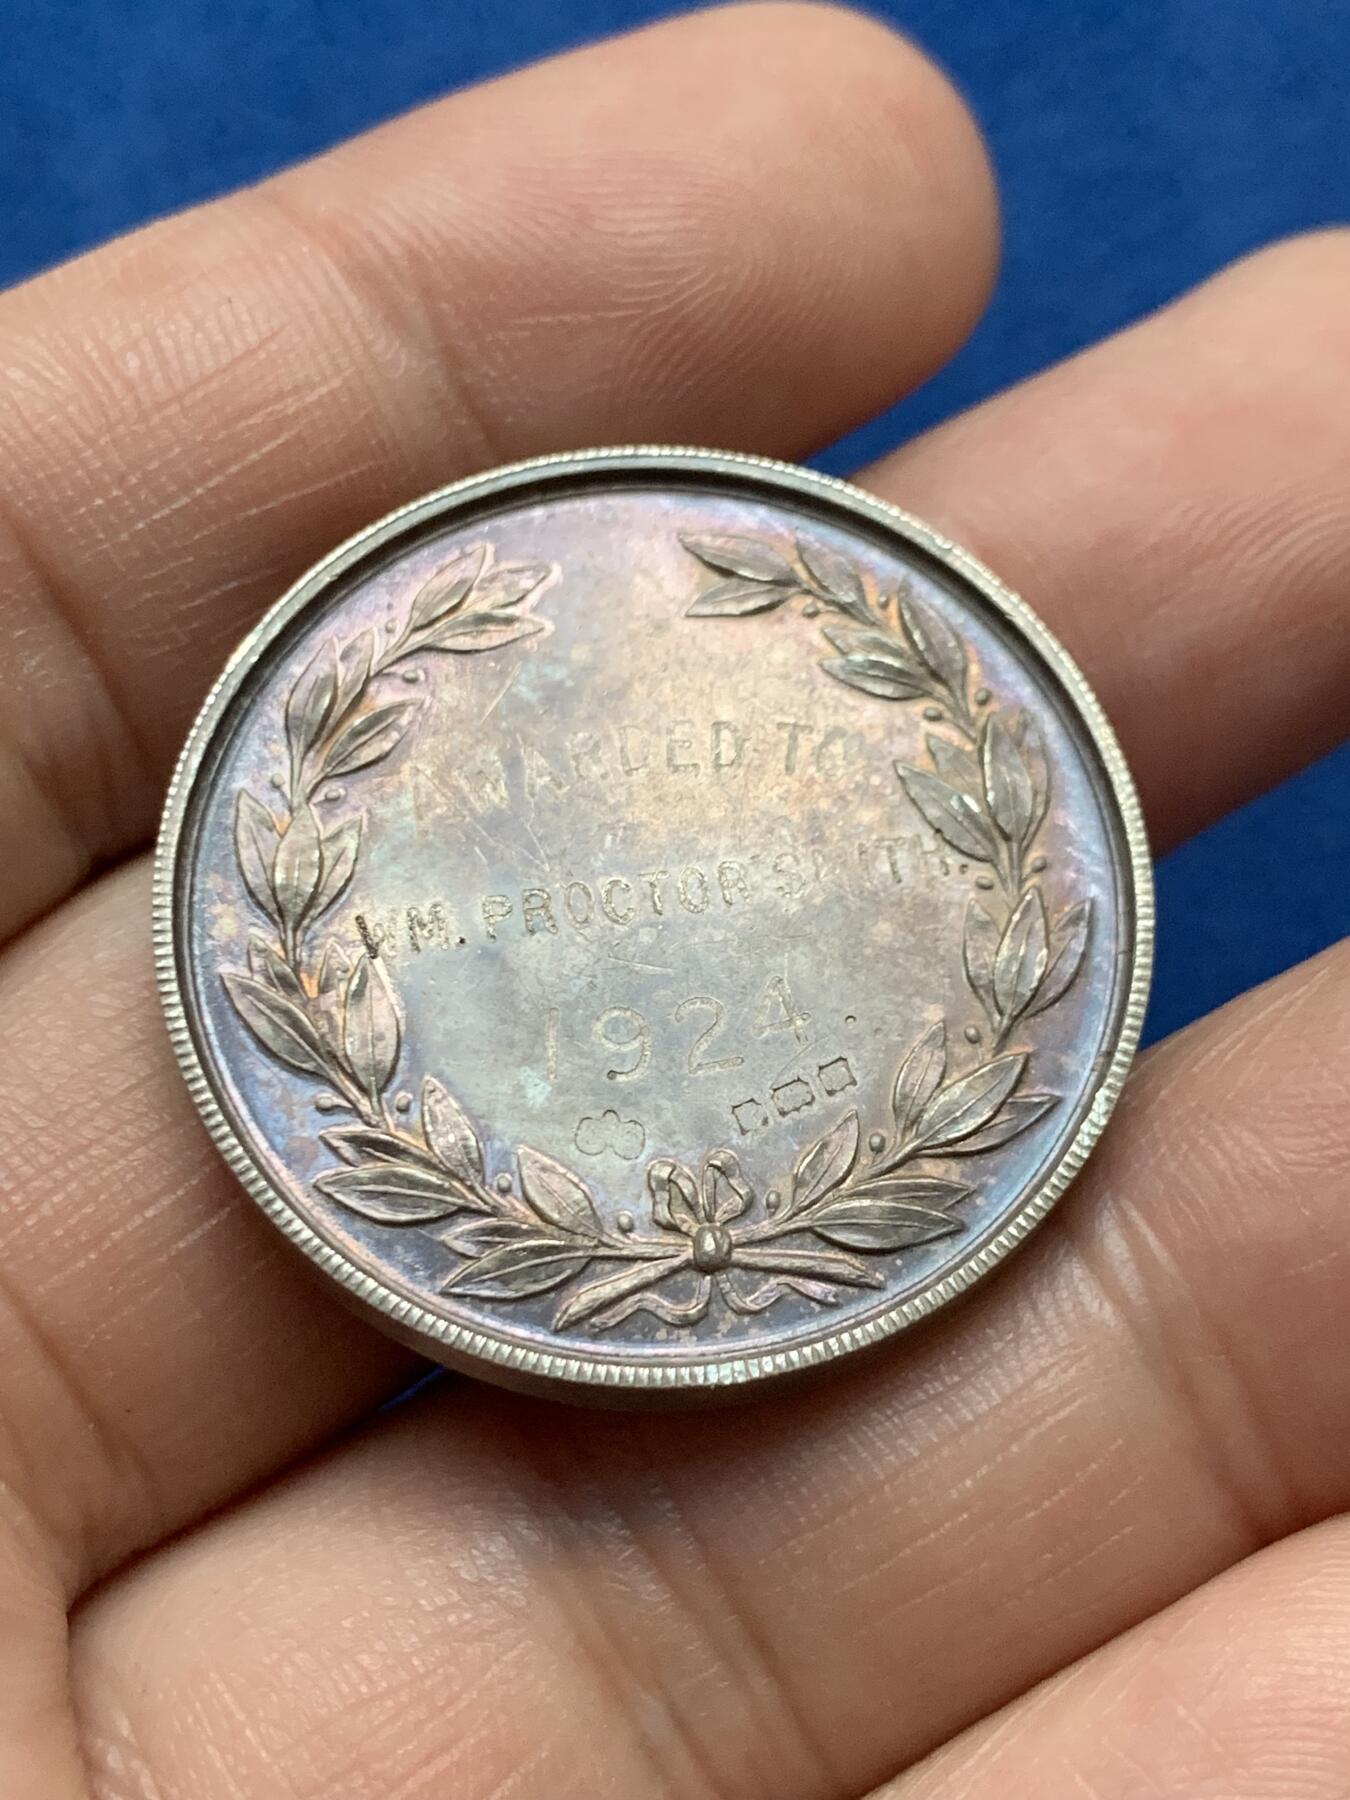 AWARDED TO
WM. PROCTOR SMITH.
1924